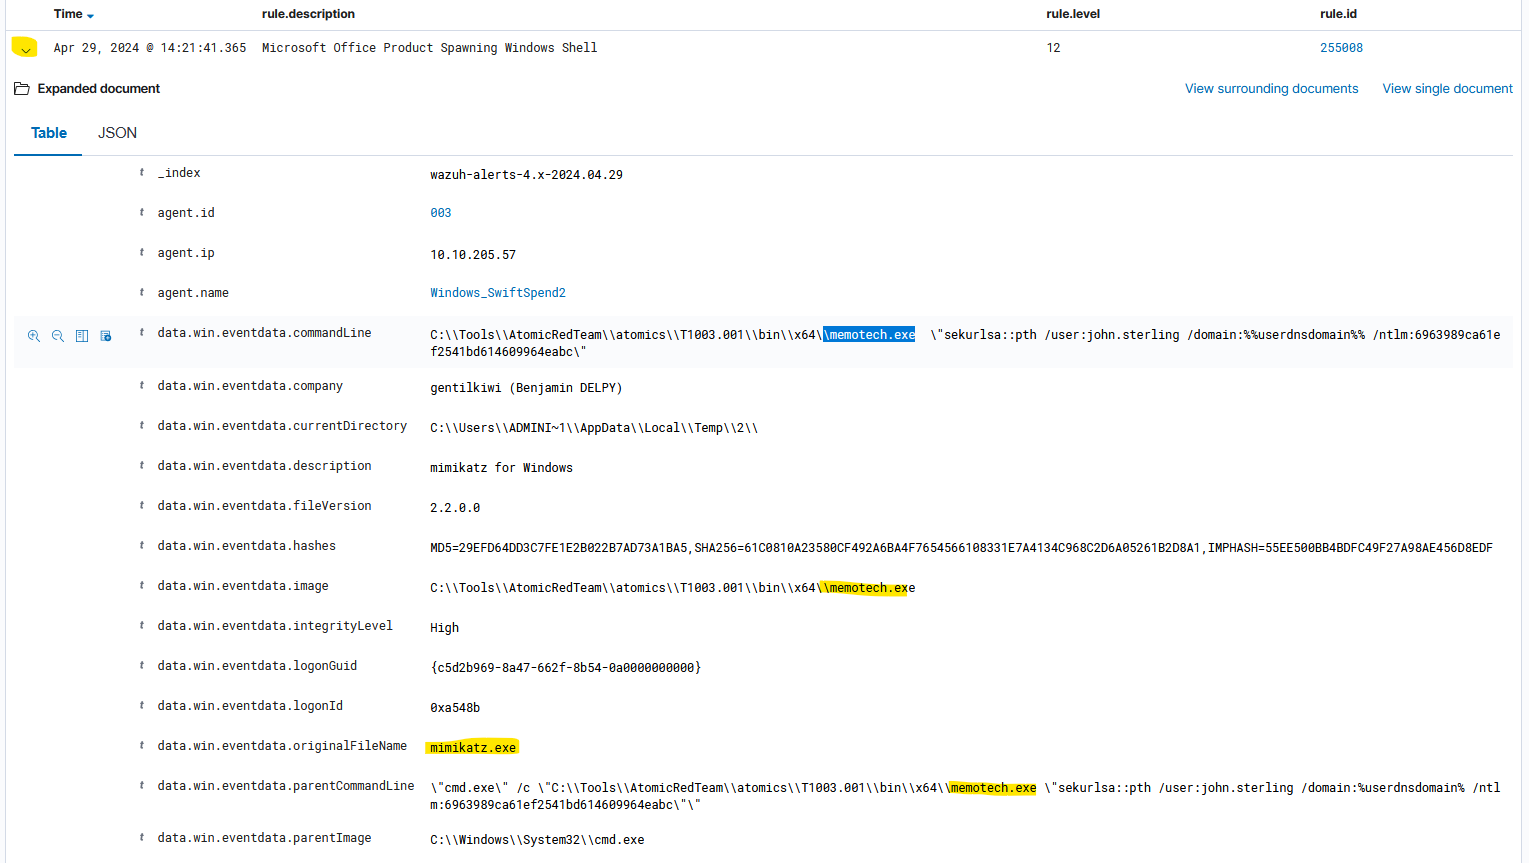 Time rule.description rule.level rule.id
Apr 29, 2024 @ 14:21:41.365 Microsoft Office Product Spawning Windows Shell 12 255008
Expanded document View surrounding documents View single document
Table JSON
t _index wazuh-alerts-4.x-2024.04.29
t agent.id 003
t agent.ip 10.10.205.57
t agent.name Windows_SwiftSpend2
t data.win.eventdata.commandLine C:\\Tools\\AtomicRedTeam\\atomics\\T1003.001\\bin\\x64\\memotech.exe \"sekurlsa::pth /user:john.sterling /domain:%%userdnsdomain%% /ntlm:6963989ca61e
f2541bd614609964eabc\"
t data.win.eventdata.company gentilkiwi (Benjamin DELPY)
t data.win.eventdata.currentDirectory C:\\Users\\ADMINI~1\\AppData\\Local\\Temp\\2\\
t data.win.eventdata.description mimikatz for Windows
t data.win.eventdata.fileVersion 2.2.0.0
t data.win.eventdata.hashes MD5=29EFD64DD3C7FE1E2B022B7AD73A1BA5,SHA256=61C0810A23580CF492A6BA4F7654566108331E7A4134C968C2D6A05261B2D8A1,IMPHASH=55EE500BB4BDFC49F27A98AE456D8EDF
t data.win.eventdata.image C:\\Tools\\AtomicRedTeam\\atomics\\T1003.001\\bin\\x64\\memotech.exe
t data.win.eventdata.integrityLevel High
t data.win.eventdata.logonGuid {c5d2b969-8a47-662f-8b54-0a0000000000}
t data.win.eventdata.logonId 0xa548b
t data.win.eventdata.originalFileName mimikatz.exe
t data.win.eventdata.parentCommandLine \"cmd.exe\" /c \"C:\\Tools\\AtomicRedTeam\\atomics\\T1003.001\\bin\\x64\\memotech.exe \"sekurlsa::pth /user:john.sterling /domain:%userdnsdomain% /ntl
m:6963989ca61ef2541bd614609964eabc\"\"
t data.win.eventdata.parentImage C:\\Windows\\System32\\cmd.exe